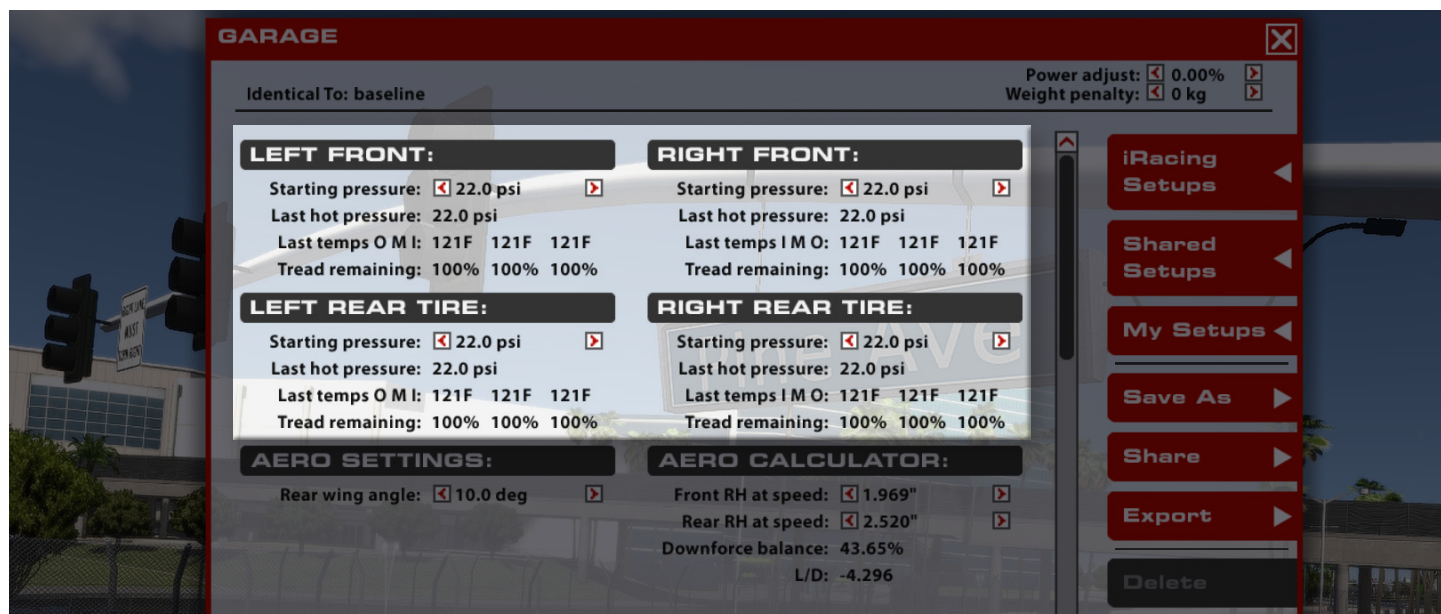 GARAGE
Identical To: baseline
Power adjust: 0.00%
Weight penalty: 0 kg
LEFT FRONT:
Starting pressure: 22.0 psi
Last hot pressure: 22.0 psi
Last temps O M I: 121F 121F 121F
Tread remaining: 100% 100% 100%
RIGHT FRONT:
Starting pressure: 22.0 psi
Last hot pressure: 22.0 psi
Last temps I M O: 121F 121F 121F
Tread remaining: 100% 100% 100%
LEFT REAR TIRE:
Starting pressure: 22.0 psi
Last hot pressure: 22.0 psi
Last temps O M I: 121F 121F 121F
Tread remaining: 100% 100% 100%
RIGHT REAR TIRE:
Starting pressure: 22.0 psi
Last hot pressure: 22.0 psi
Last temps I M O: 121F 121F 121F
Tread remaining: 100% 100% 100%
AERO SETTINGS:
Rear wing angle: 10.0 deg
AERO CALCULATOR:
Front RH at speed: 1.969"
Rear RH at speed: 2.520"
Downforce balance: 43.65%
L/D: -4.296
iRacing
Setups
Shared
Setups
My Setups
Save As
Share
Export
Delete
Pine Ave